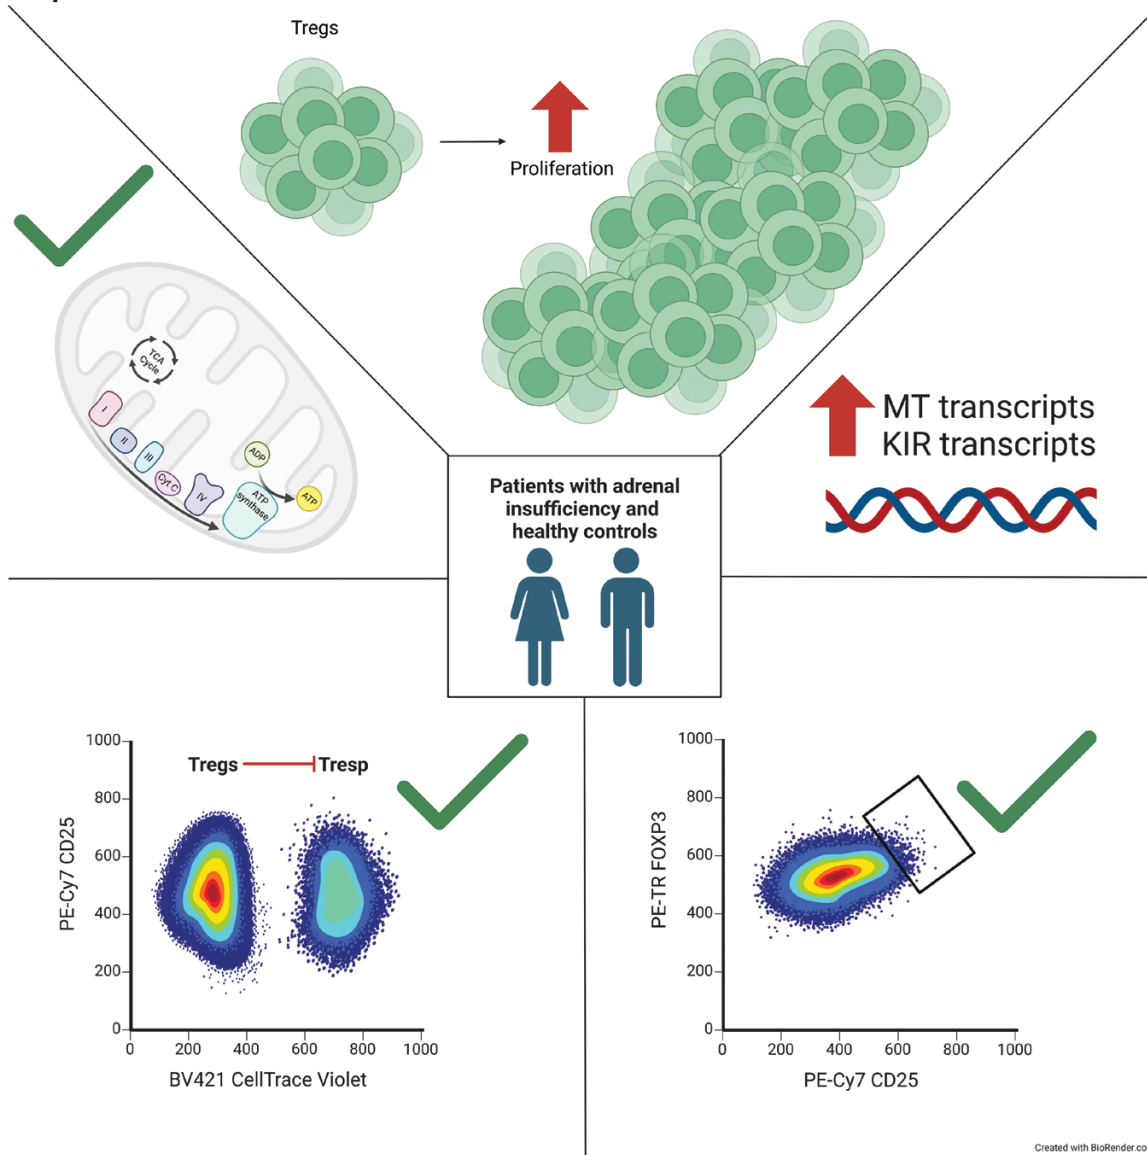 Tregs
Proliferation
TCA
Cycle
I
II
III
Cyt C
IV
ADP
ATP
synthase
ATP
MT transcripts
KIR transcripts
Patients with adrenal
insufficiency and
healthy controls
1000
800
600
400
200
0
PE-Cy7 CD25
Tregs
Tresp
0 200 400 600 800 1000
BV421 CellTrace Violet
1000
800
600
400
200
0
PE-TR FOXP3
0 200 400 600 800 1000
PE-Cy7 CD25
Created with BioRender.co